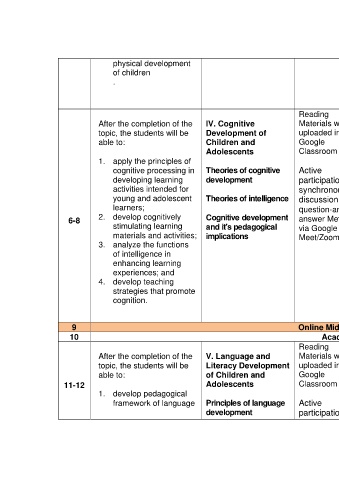 physical development
of children
.
6-8
After the completion of the
topic, the students will be
able to:
1. apply the principles of
cognitive processing in
developing learning
activities intended for
young and adolescent
learners;
2. develop cognitively
stimulating learning
materials and activities;
3. analyze the functions
of intelligence in
enhancing learning
experiences; and
4. develop teaching
strategies that promote
cognition.
IV. Cognitive
Development of
Children and
Adolescents
Theories of cognitive
development
Theories of intelligence
Cognitive development
and it's pedagogical
implications
Reading
Materials w
uploaded in
Google
Classroom
Active
participatio
synchronou
discussion
question-an
answer Me
via Google
Meet/Zoom
9
Online Mid
10
Aca
11-12
After the completion of the
topic, the students will be
able to:
1. develop pedagogical
framework of language
V. Language and
Literacy Development
of Children and
Adolescents
Principles of language
development
Reading
Materials w
uploaded in
Google
Classroom
Active
participatio